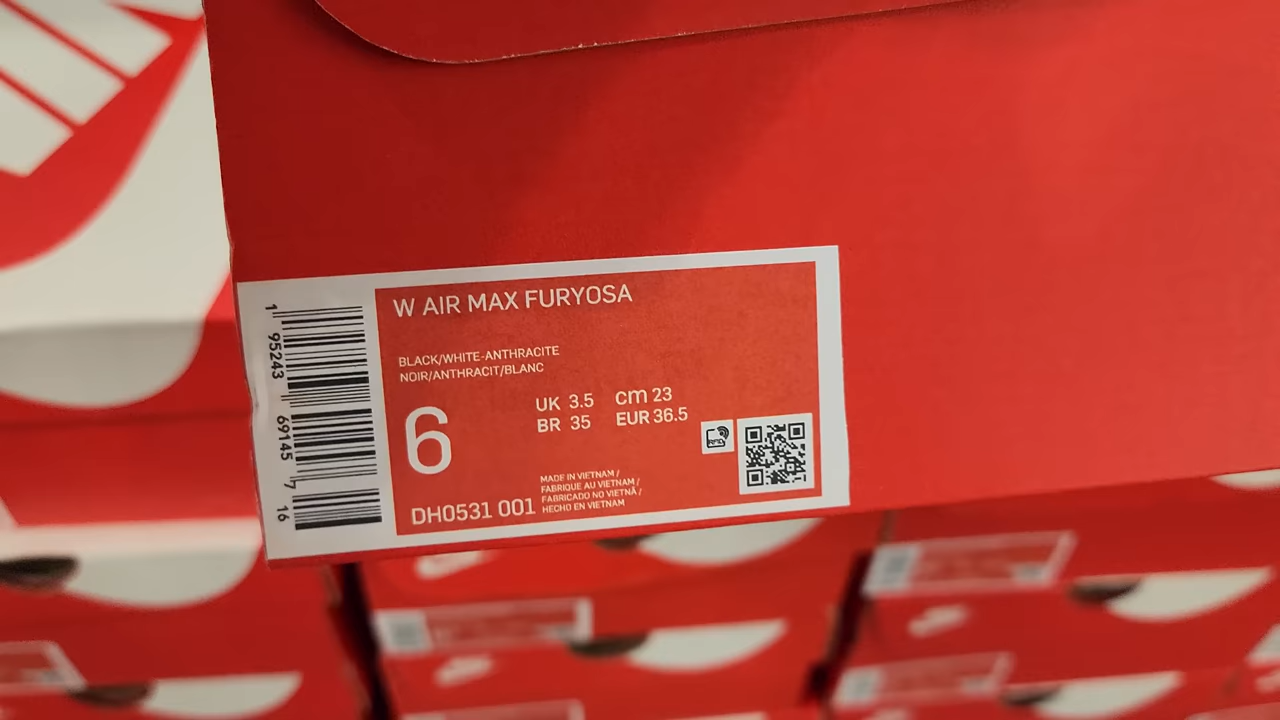 W AIR MAX FURYOSA
BLACK/WHITE-ANTHRACITE
NOIR/ANTHRACIT/BLANC
6
UK 3.5 cm 23
BR 35 EUR 36.5
RFID
DH0531 001
MADE IN VIETNAM /
FABRIQUE AU VIETNAM /
FABRICADO NO VIETNÃ /
HECHO EN VIETNAM
1 95243 69145 7 16